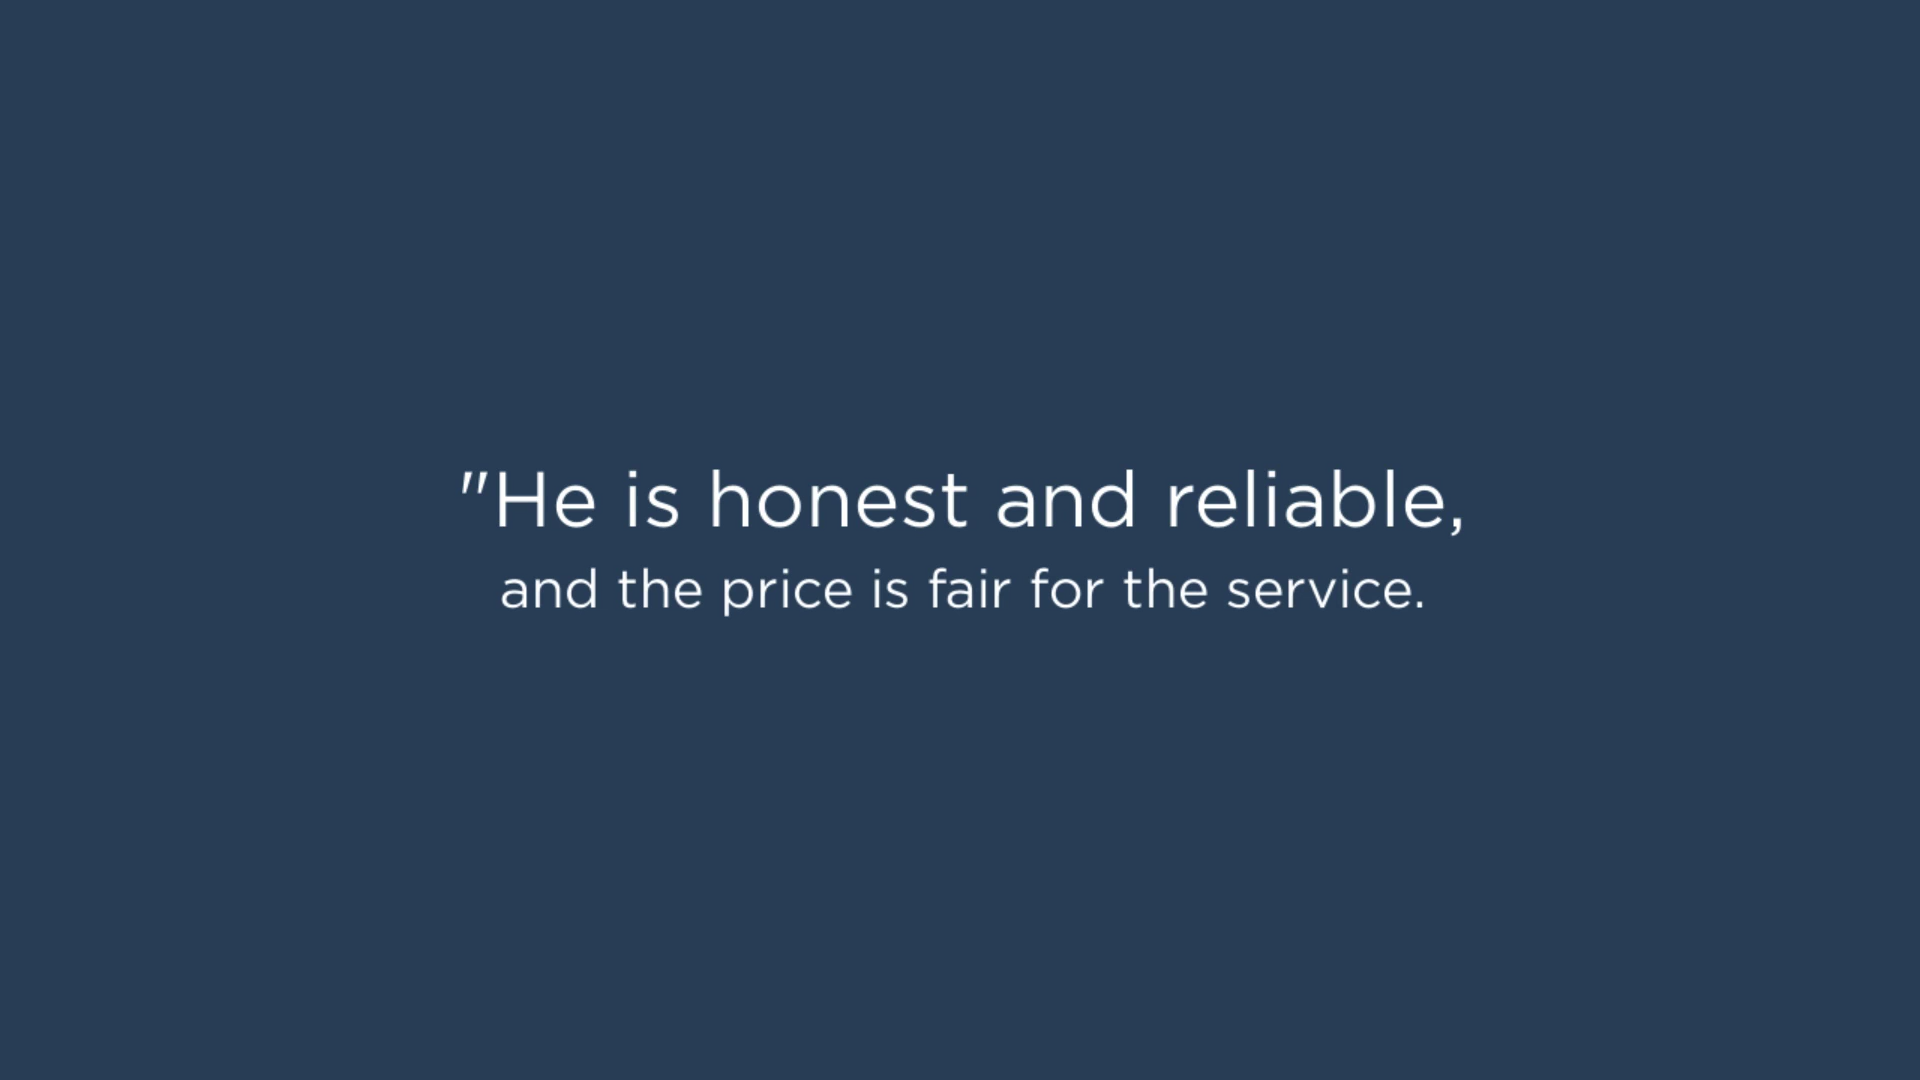 "He is honest and reliable,
and the price is fair for the service.